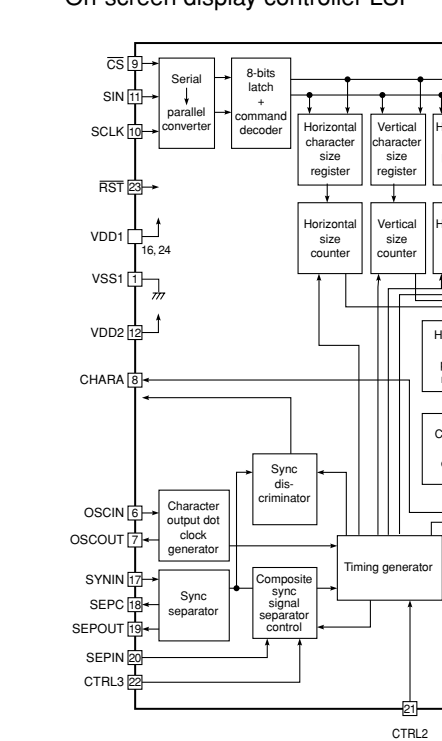 On-screen display controller LSI
CS 9
SIN 11
SCLK 10
RST 23
VDD1
16, 24
VSS1 1
VDD2 12
CHARA 8
OSCIN 6
OSCOUT 7
SYNIN 17
SEPC 18
SEPOUT 19
SEPIN 20
CTRL3 22
Serial
parallel
converter
8-bits
latch
+
command
decoder
Horizontal
character
size
register
Vertical
character
size
register
H
Horizontal
size
counter
Vertical
size
counter
H
H
C
Sync
dis-
criminator
Character
output dot
clock
generator
Sync
separator
Composite
sync
signal
separator
control
Timing generator
21
CTRL2